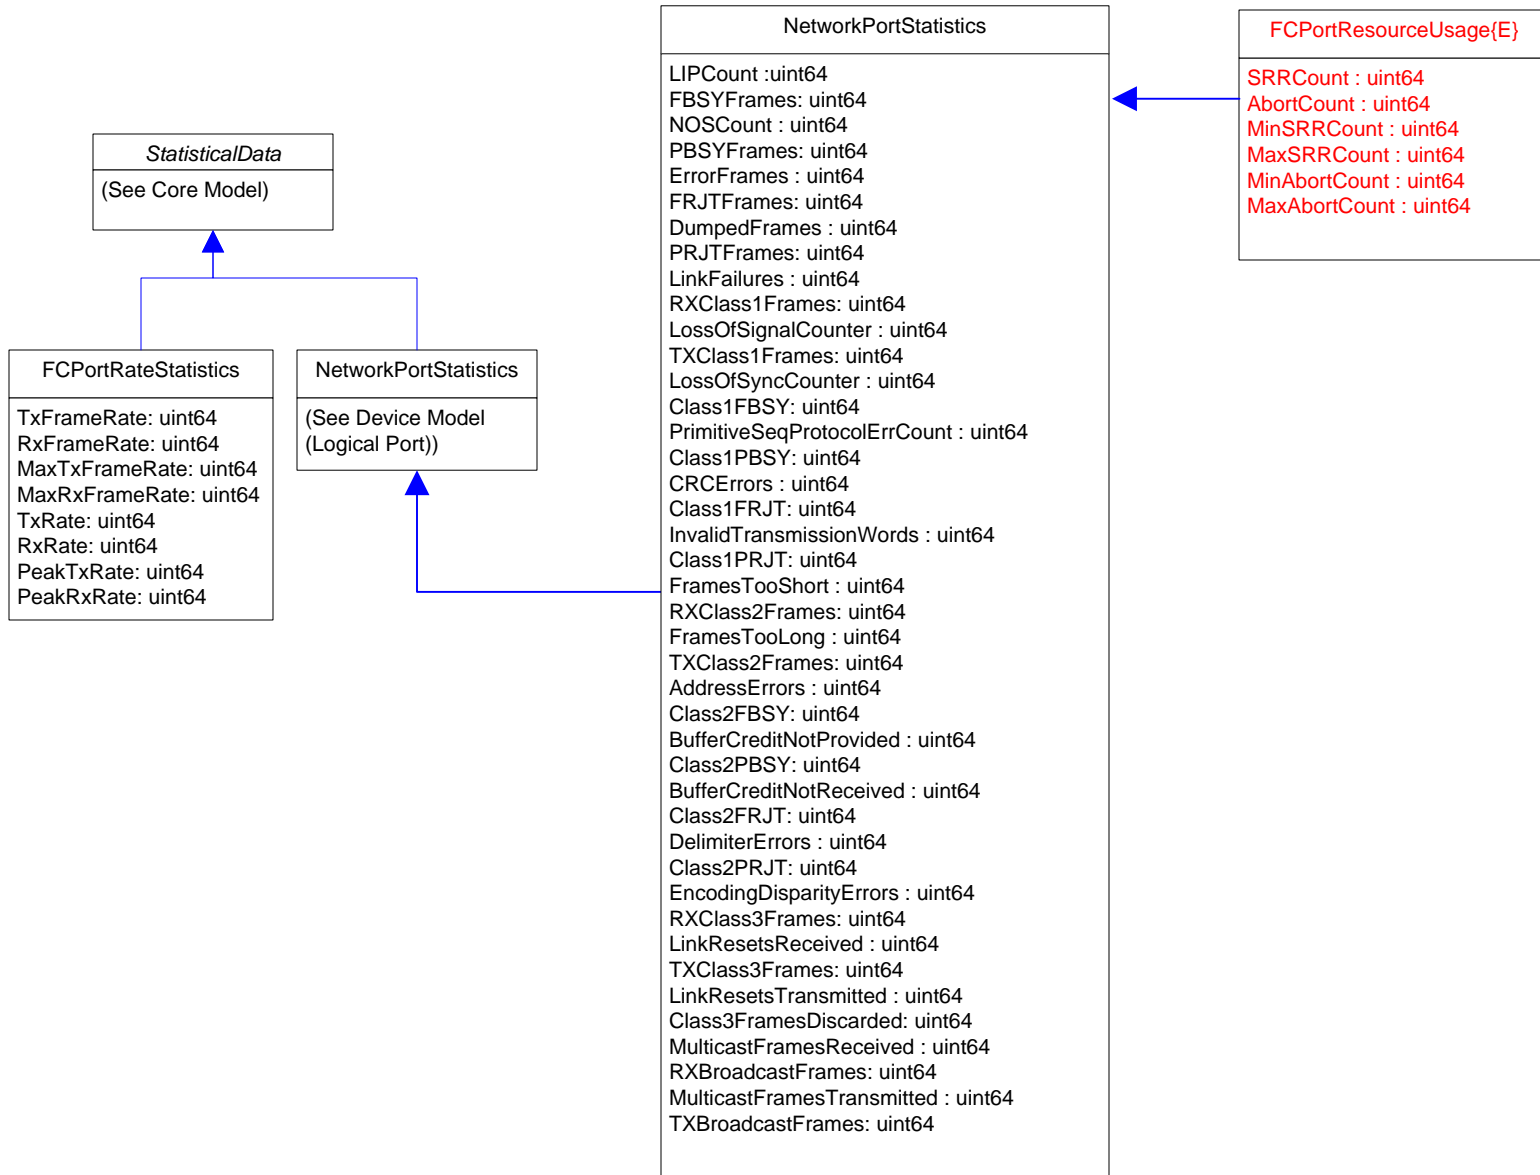 StatisticalData
(See Core Model)
FCPortRateStatistics
TxFrameRate: uint64
RxFrameRate: uint64
MaxTxFrameRate: uint64
MaxRxFrameRate: uint64
TxRate: uint64
RxRate: uint64
PeakTxRate: uint64
PeakRxRate: uint64
NetworkPortStatistics
(See Device Model
(Logical Port))
NetworkPortStatistics
LIPCount :uint64
FBSYFrames: uint64
NOSCount : uint64
PBSYFrames: uint64
ErrorFrames : uint64
FRJTFrames: uint64
DumpedFrames : uint64
PRJTFrames: uint64
LinkFailures : uint64
RXClass1Frames: uint64
LossOfSignalCounter : uint64
TXClass1Frames: uint64
LossOfSyncCounter : uint64
Class1FBSY: uint64
PrimitiveSeqProtocolErrCount : uint64
Class1PBSY: uint64
CRCErrors : uint64
Class1FRJT: uint64
InvalidTransmissionWords : uint64
Class1PRJT: uint64
FramesTooShort : uint64
RXClass2Frames: uint64
FramesTooLong : uint64
TXClass2Frames: uint64
AddressErrors : uint64
Class2FBSY: uint64
BufferCreditNotProvided : uint64
Class2PBSY: uint64
BufferCreditNotReceived : uint64
Class2FRJT: uint64
DelimiterErrors : uint64
Class2PRJT: uint64
EncodingDisparityErrors : uint64
RXClass3Frames: uint64
LinkResetsReceived : uint64
TXClass3Frames: uint64
LinkResetsTransmitted : uint64
Class3FramesDiscarded: uint64
MulticastFramesReceived : uint64
RXBroadcastFrames: uint64
MulticastFramesTransmitted : uint64
TXBroadcastFrames: uint64
FCPortResourceUsage{E}
SRRCount : uint64
AbortCount : uint64
MinSRRCount : uint64
MaxSRRCount : uint64
MinAbortCount : uint64
MaxAbortCount : uint64